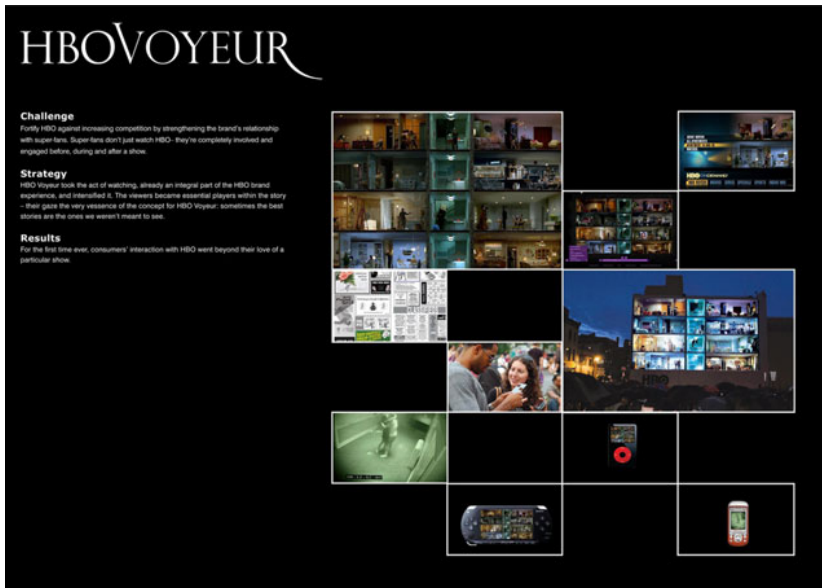 HBOVOYEUR
Challenge
Fortify HBO against increasing competition by strengthening the brand's relationship
with super-fans. Super-fans don't just watch HBO- they're completely involved and
engaged before, during and after a show.
Strategy
HBO Voyeur took the act of watching, already an integral part of the HBO brand
experience, and intensified it. The viewers became essential players within the story
– their gaze the very vessence of the concept for HBO Voyeur: sometimes the best
stories are the ones we weren't meant to see.
Results
For the first time ever, consumers' interaction with HBO went beyond their love of a
particular show.
HBO
HBO